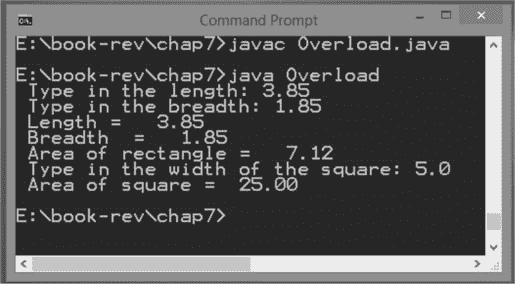 Command Prompt
E:\book-rev\chap7>javac Overload.java
E:\book-rev\chap7>java Overload
Type in the length: 3.85
Type in the breadth: 1.85
Length =   3.85
Breadth  =   1.85
Area of rectangle =   7.12
Type in the width of the square: 5.0
Area of square =  25.00
E:\book-rev\chap7>